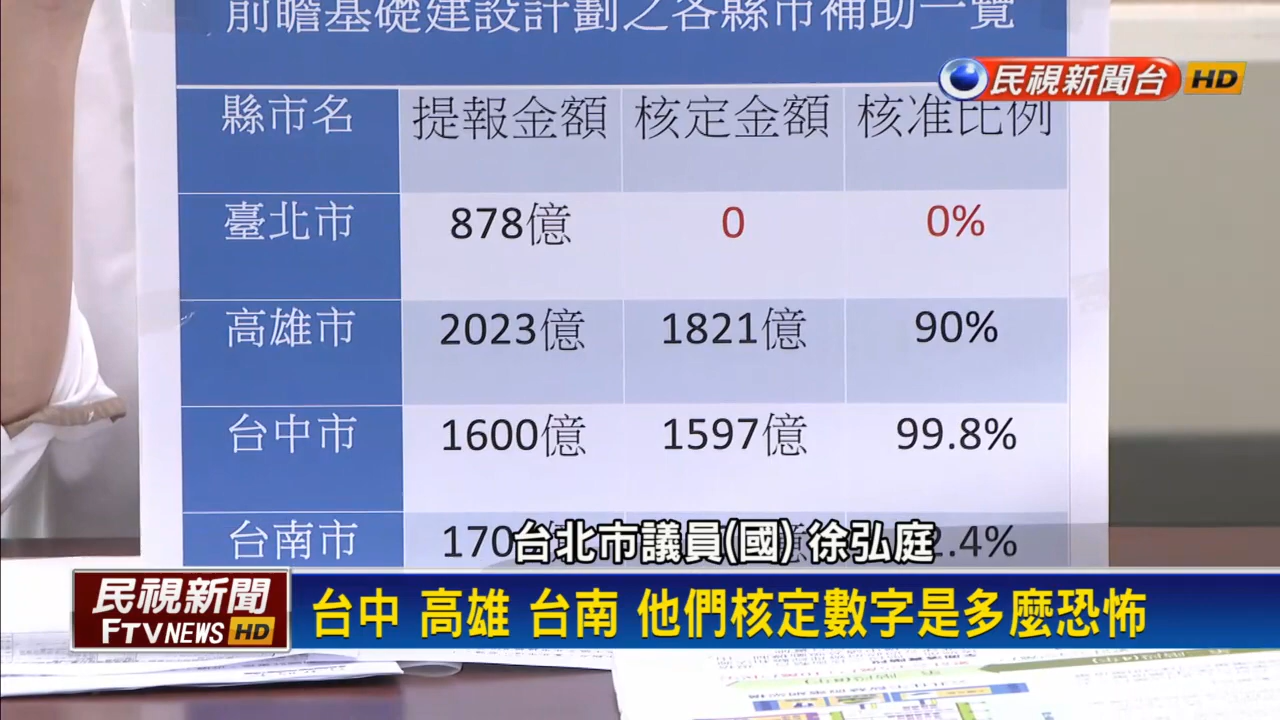 前瞻基礎建設計劃之各縣市補助一覽
民視新聞台 HD
縣市名 提報金額 核定金額 核准比例
臺北市 878億 0 0%
高雄市 2023億 1821億 90%
台中市 1600億 1597億 99.8%
台南市 170 2.4%
台北市議員(國) 徐弘庭
民視新聞 FTVNEWS HD
台中 高雄 台南 他們核定數字是多麼恐怖